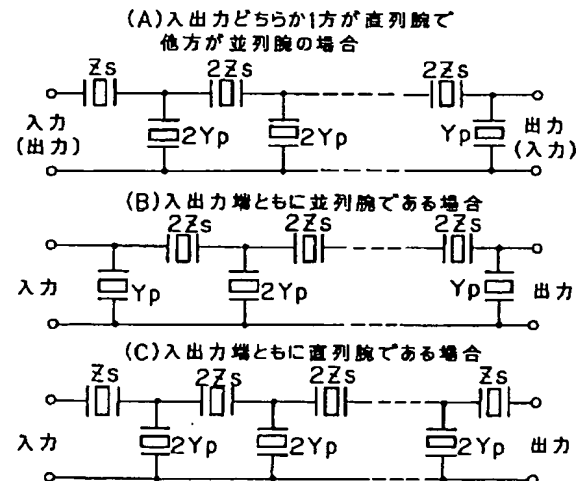 (A)入出力どちらか1方が直列腕で
他方が並列腕の場合
Zs 2Zs 2Zs
入力
(出力)
2Yp 2Yp Yp
出力
(入力)
(B)入出力端ともに並列腕である場合
2Zs 2Zs 2Zs
入力 Yp 2Yp Yp 出力
(C)入出力端ともに直列腕である場合
Zs 2Zs 2Zs Zs
入力 2Yp 2Yp 2Yp 出力